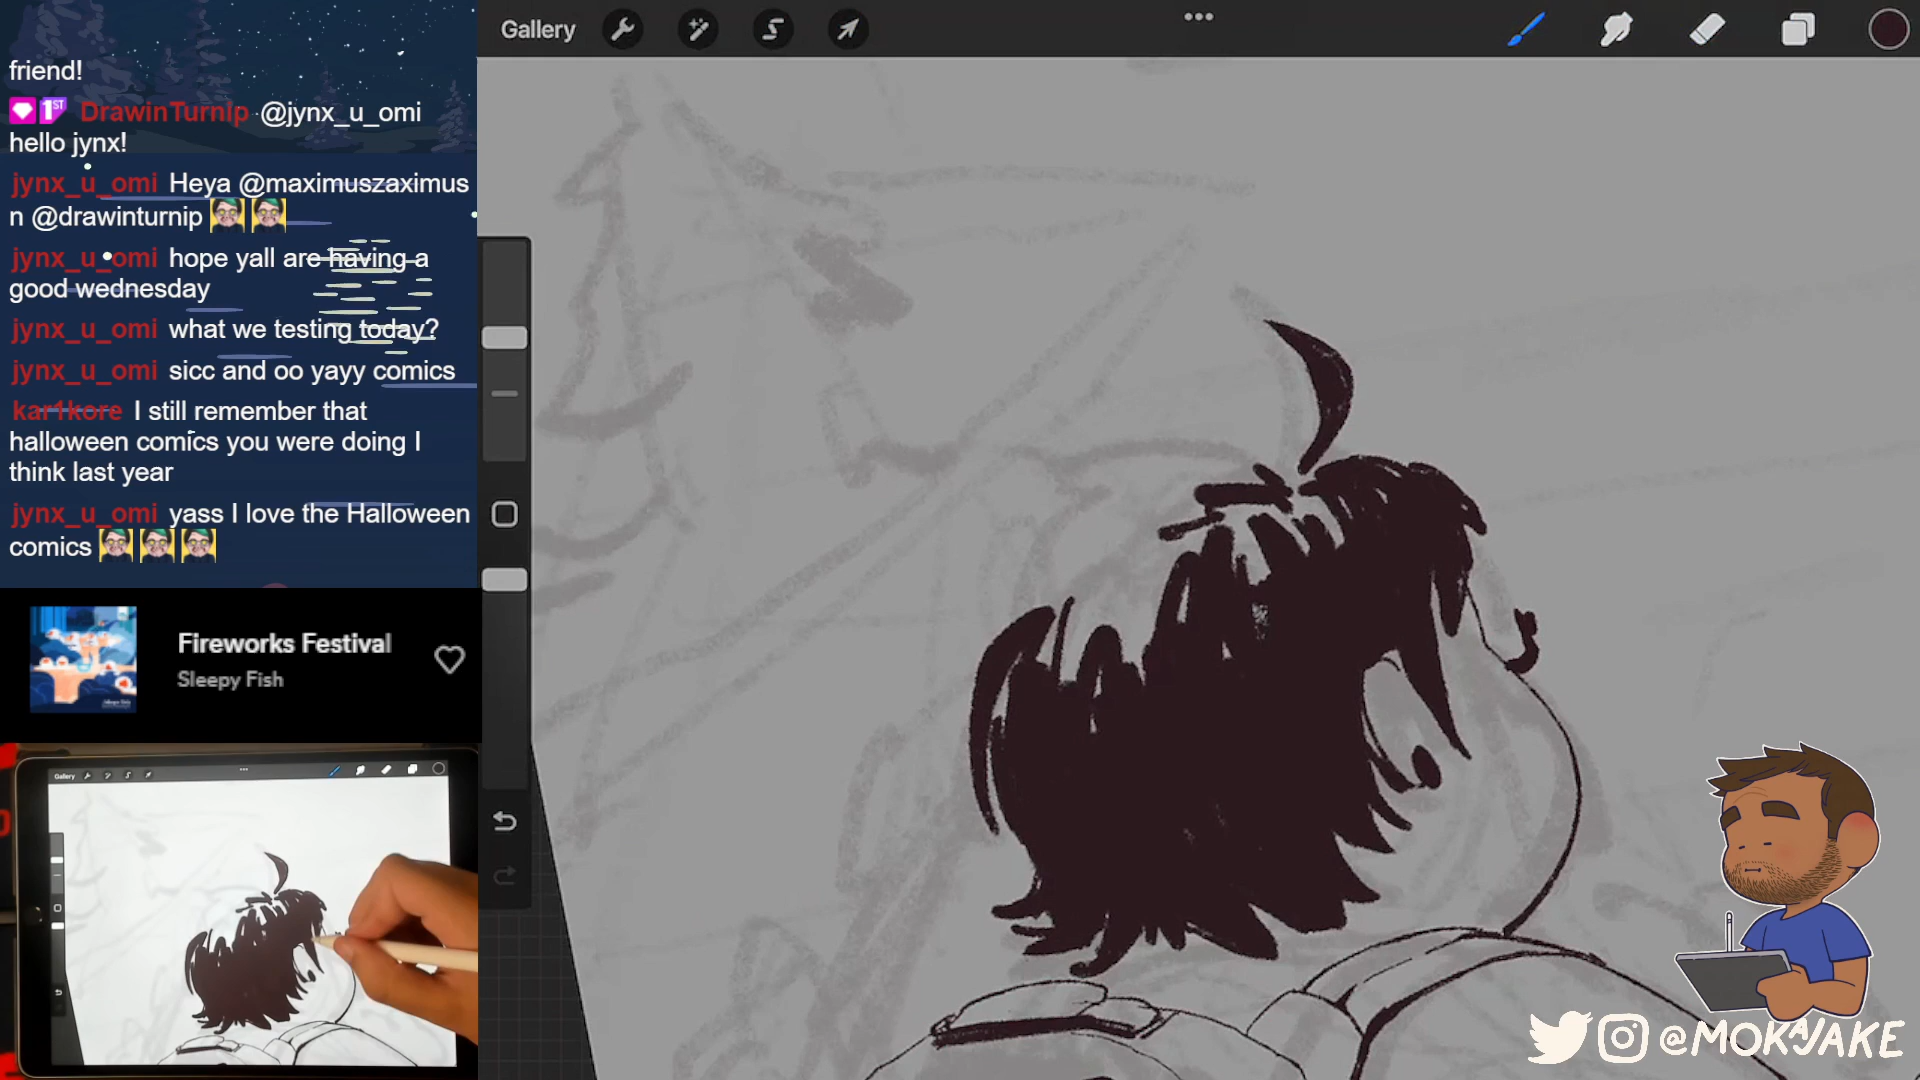 friend!
1ST DrawinTurnip @jynx_u_omi
hello jynx!
jynx_u_omi Heya @maximuszaximus
n @drawinturnip
jynx_u_omi hope yall are having a
good wednesday
jynx_u_omi what we testing today?
jynx_u_omi sicc and oo yayy comics
kar1kore I still remember that
halloween comics you were doing I
think last year
jynx_u_omi yass I love the Halloween
comics
Fireworks Festival
Sleepy Fish
Gallery
Gallery
@MOKAJAKE